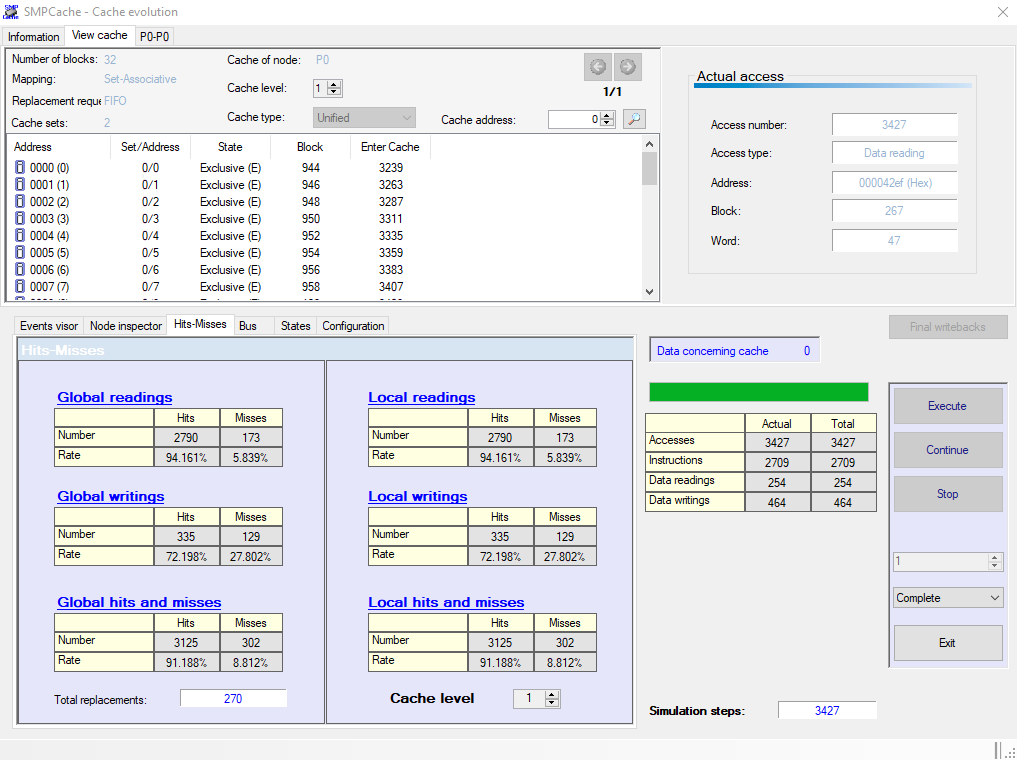 SMPCache - Cache evolution
Information View cache P0-P0
Number of blocks: 32 Cache of node: P0
Mapping: Set-Associative
Replacement reque FIFO Cache level: 1
Cache sets: 2 Cache type: Unified Cache address: 0
1/1
Address Set/Address State Block Enter Cache
0000 (0) 0/0 Exclusive (E) 944 3239
0001 (1) 0/1 Exclusive (E) 946 3263
0002 (2) 0/2 Exclusive (E) 948 3287
0003 (3) 0/3 Exclusive (E) 950 3311
0004 (4) 0/4 Exclusive (E) 952 3335
0005 (5) 0/5 Exclusive (E) 954 3359
0006 (6) 0/6 Exclusive (E) 956 3383
0007 (7) 0/7 Exclusive (E) 958 3407
Actual access
Access number: 3427
Access type: Data reading
Address: 000042ef (Hex)
Block: 267
Word: 47
Events visor Node inspector Hits-Misses Bus States Configuration
Hits-Misses
Global readings
Hits Misses
Number 2790 173
Rate 94.161% 5.839%
Global writings
Hits Misses
Number 335 129
Rate 72.198% 27.802%
Global hits and misses
Hits Misses
Number 3125 302
Rate 91.188% 8.812%
Total replacements: 270
Local readings
Hits Misses
Number 2790 173
Rate 94.161% 5.839%
Local writings
Hits Misses
Number 335 129
Rate 72.198% 27.802%
Local hits and misses
Hits Misses
Number 3125 302
Rate 91.188% 8.812%
Cache level 1
Data concerning cache 0
Actual Total
Accesses 3427 3427
Instructions 2709 2709
Data readings 254 254
Data writings 464 464
Simulation steps: 3427
Final writebacks
Execute
Continue
Stop
1
Complete
Exit